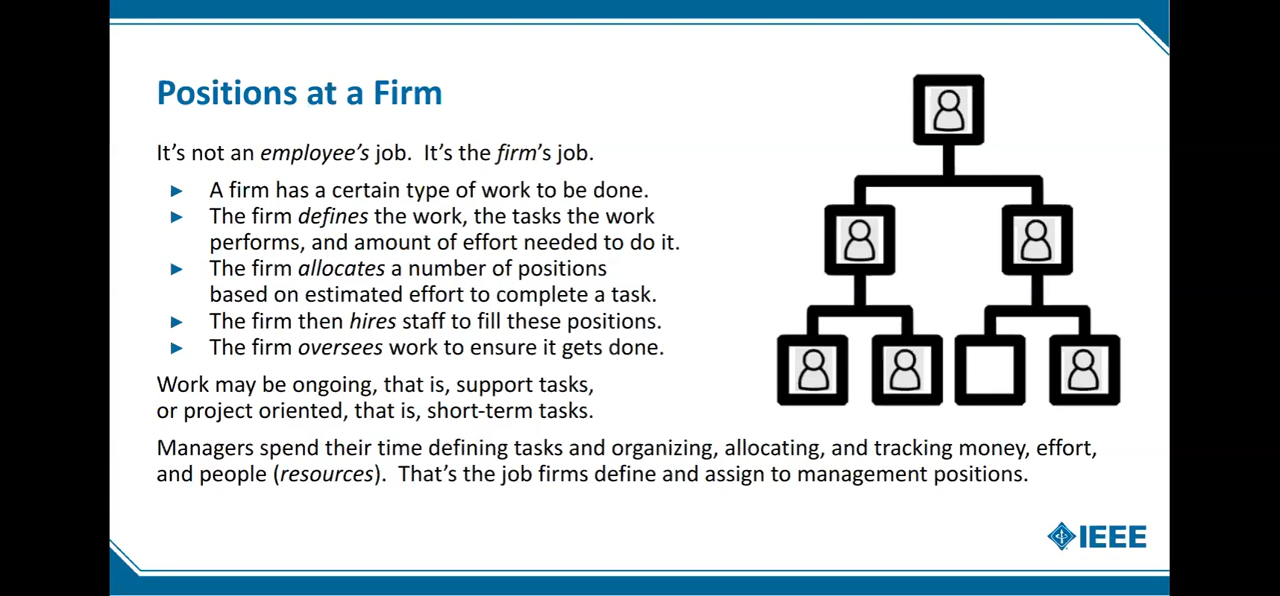 Positions at a Firm
It's not an employee's job.  It's the firm's job.
► A firm has a certain type of work to be done.
► The firm defines the work, the tasks the work
performs, and amount of effort needed to do it.
► The firm allocates a number of positions
based on estimated effort to complete a task.
► The firm then hires staff to fill these positions.
► The firm oversees work to ensure it gets done.
Work may be ongoing, that is, support tasks,
or project oriented, that is, short-term tasks.
Managers spend their time defining tasks and organizing, allocating, and tracking money, effort,
and people (resources).  That's the job firms define and assign to management positions.
IEEE